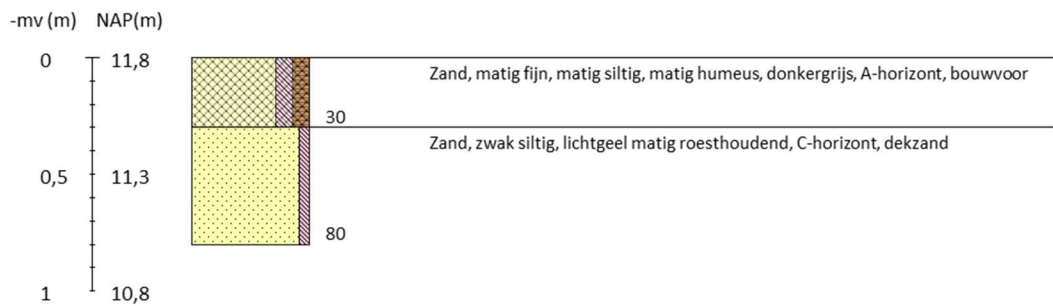 -mv (m) NAP(m)
0 11,8
Zand, matig fijn, matig siltig, matig humeus, donkergrijs, A-horizont, bouwvoor
30
Zand, zwak siltig, lichtgeel matig roesthoudend, C-horizont, dekzand
0,5 11,3
80
1 10,8